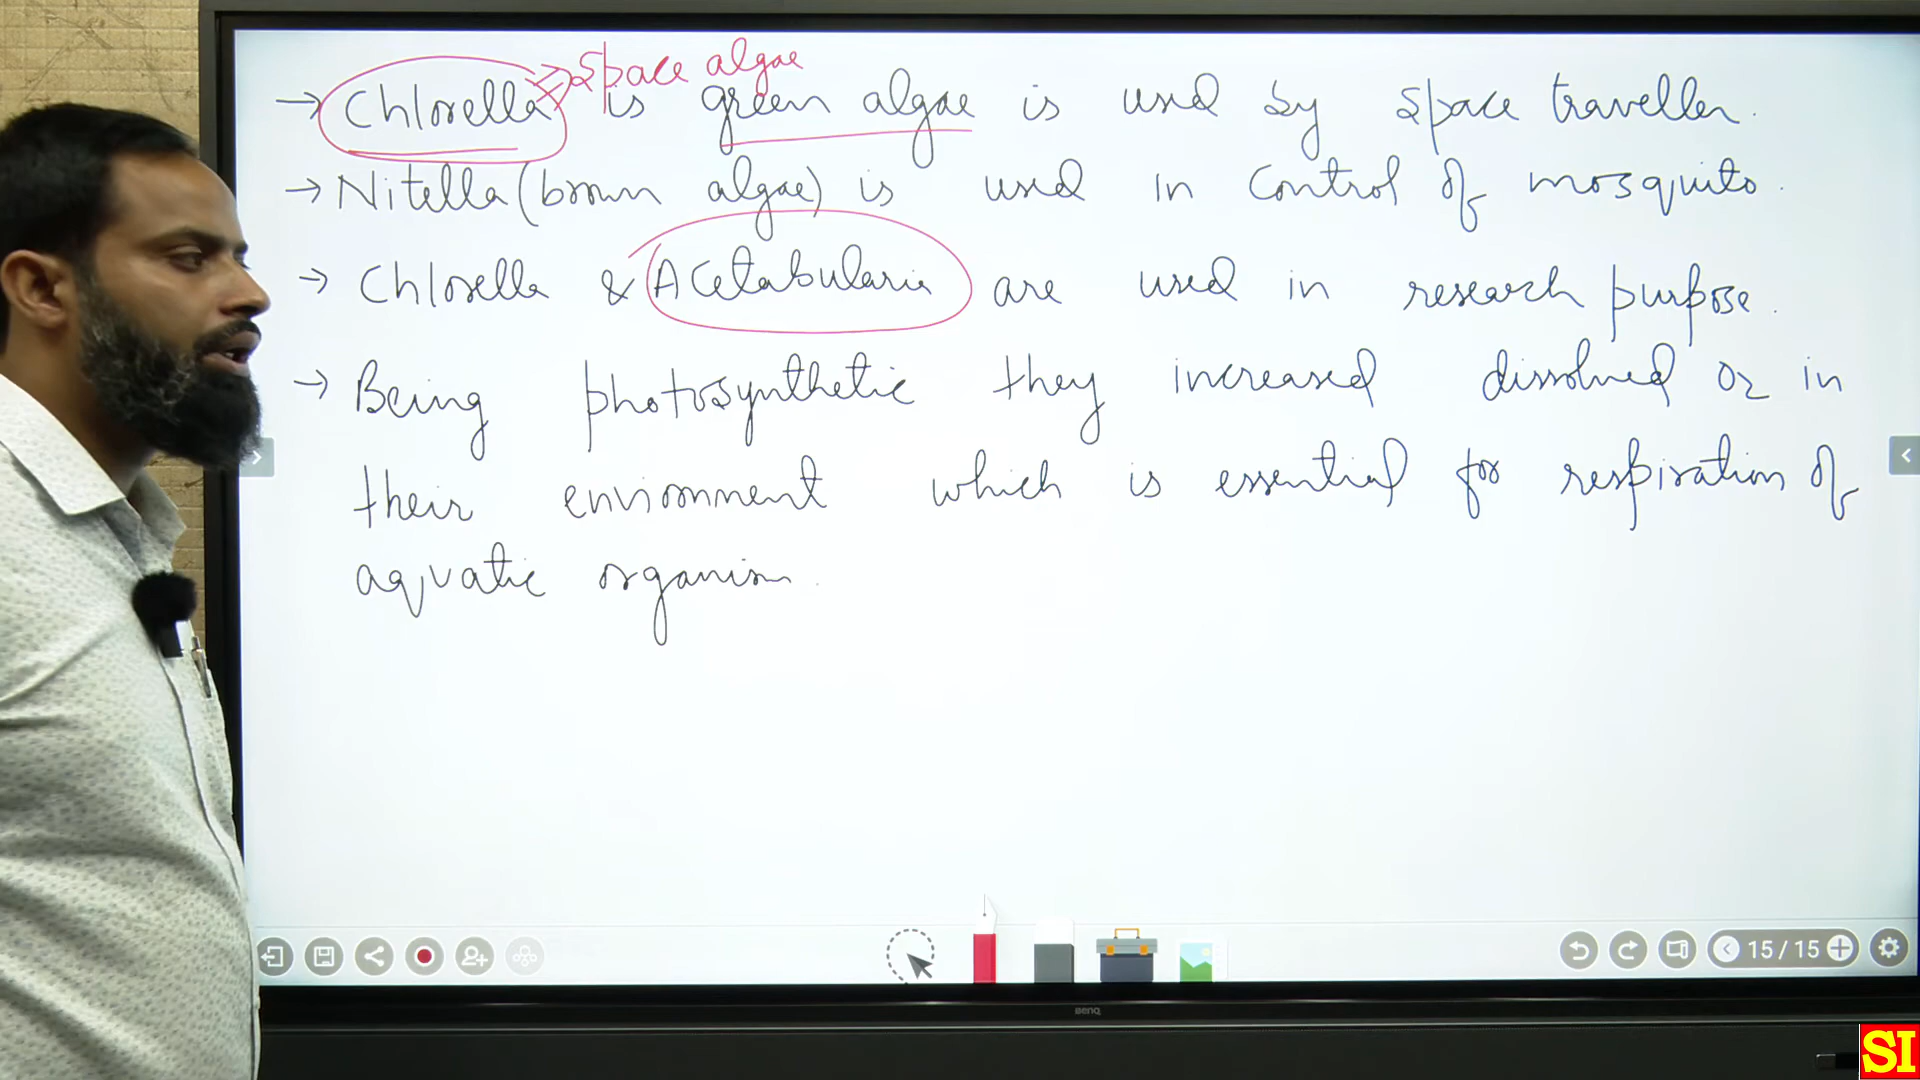 Space algae
→ Chlorella is green algae is used by space traveller.
→ Nitella (brown algae) is used in control of mosquito.
→ Chlorella & Acetabularia are used in research purpose.
→ Being photosynthetic they increased dissolved O2 in
their environment which is essential for respiration of
aquatic organism.
15/15
BenQ
SI